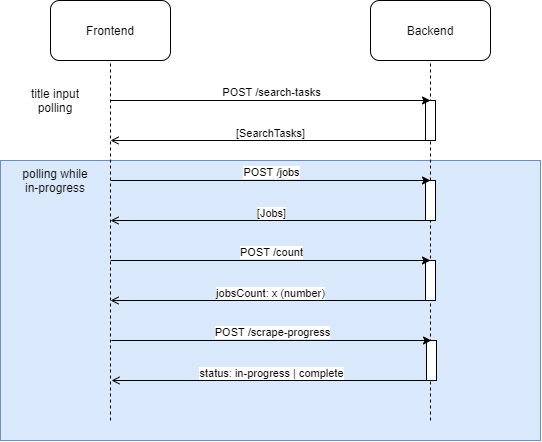 Frontend
Backend
title input
polling
POST /search-tasks
[SearchTasks]
polling while
in-progress
POST /jobs
[Jobs]
POST /count
jobsCount: x (number)
POST /scrape-progress
status: in-progress | complete